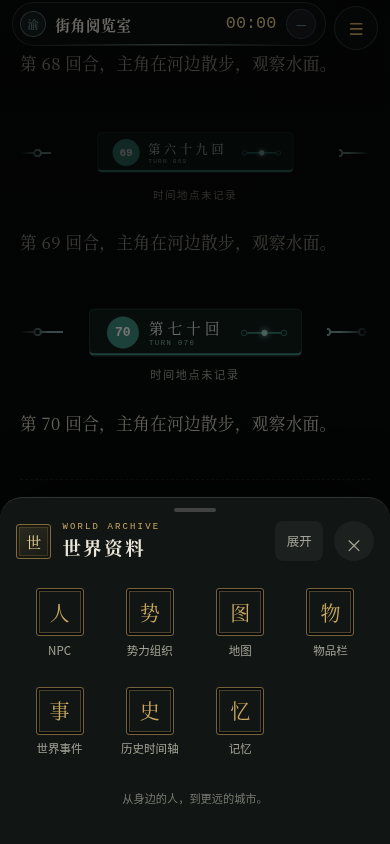 渝 街角阅览室 00:00 — ☰
第 68 回合，主角在河边散步，观察水面。
69 第六十九回
TURN 069
时间地点未记录
第 69 回合，主角在河边散步，观察水面。
70 第七十回
TURN 070
时间地点未记录
第 70 回合，主角在河边散步，观察水面。
世 WORLD ARCHIVE
世界资料 展开 ×
人 势 图 物
NPC 势力组织 地图 物品栏
事 史 忆
世界事件 历史时间轴 记忆
从身边的人，到更远的城市。